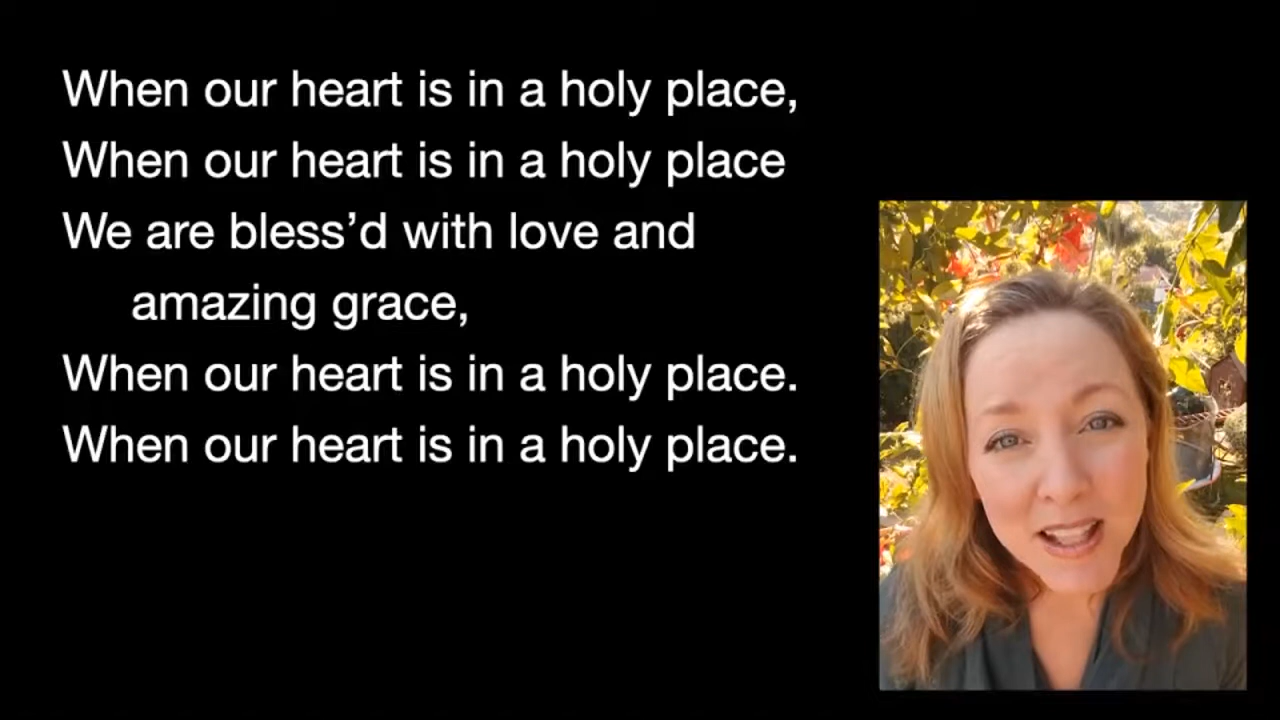 When our heart is in a holy place,
When our heart is in a holy place
We are bless’d with love and
amazing grace,
When our heart is in a holy place.
When our heart is in a holy place.